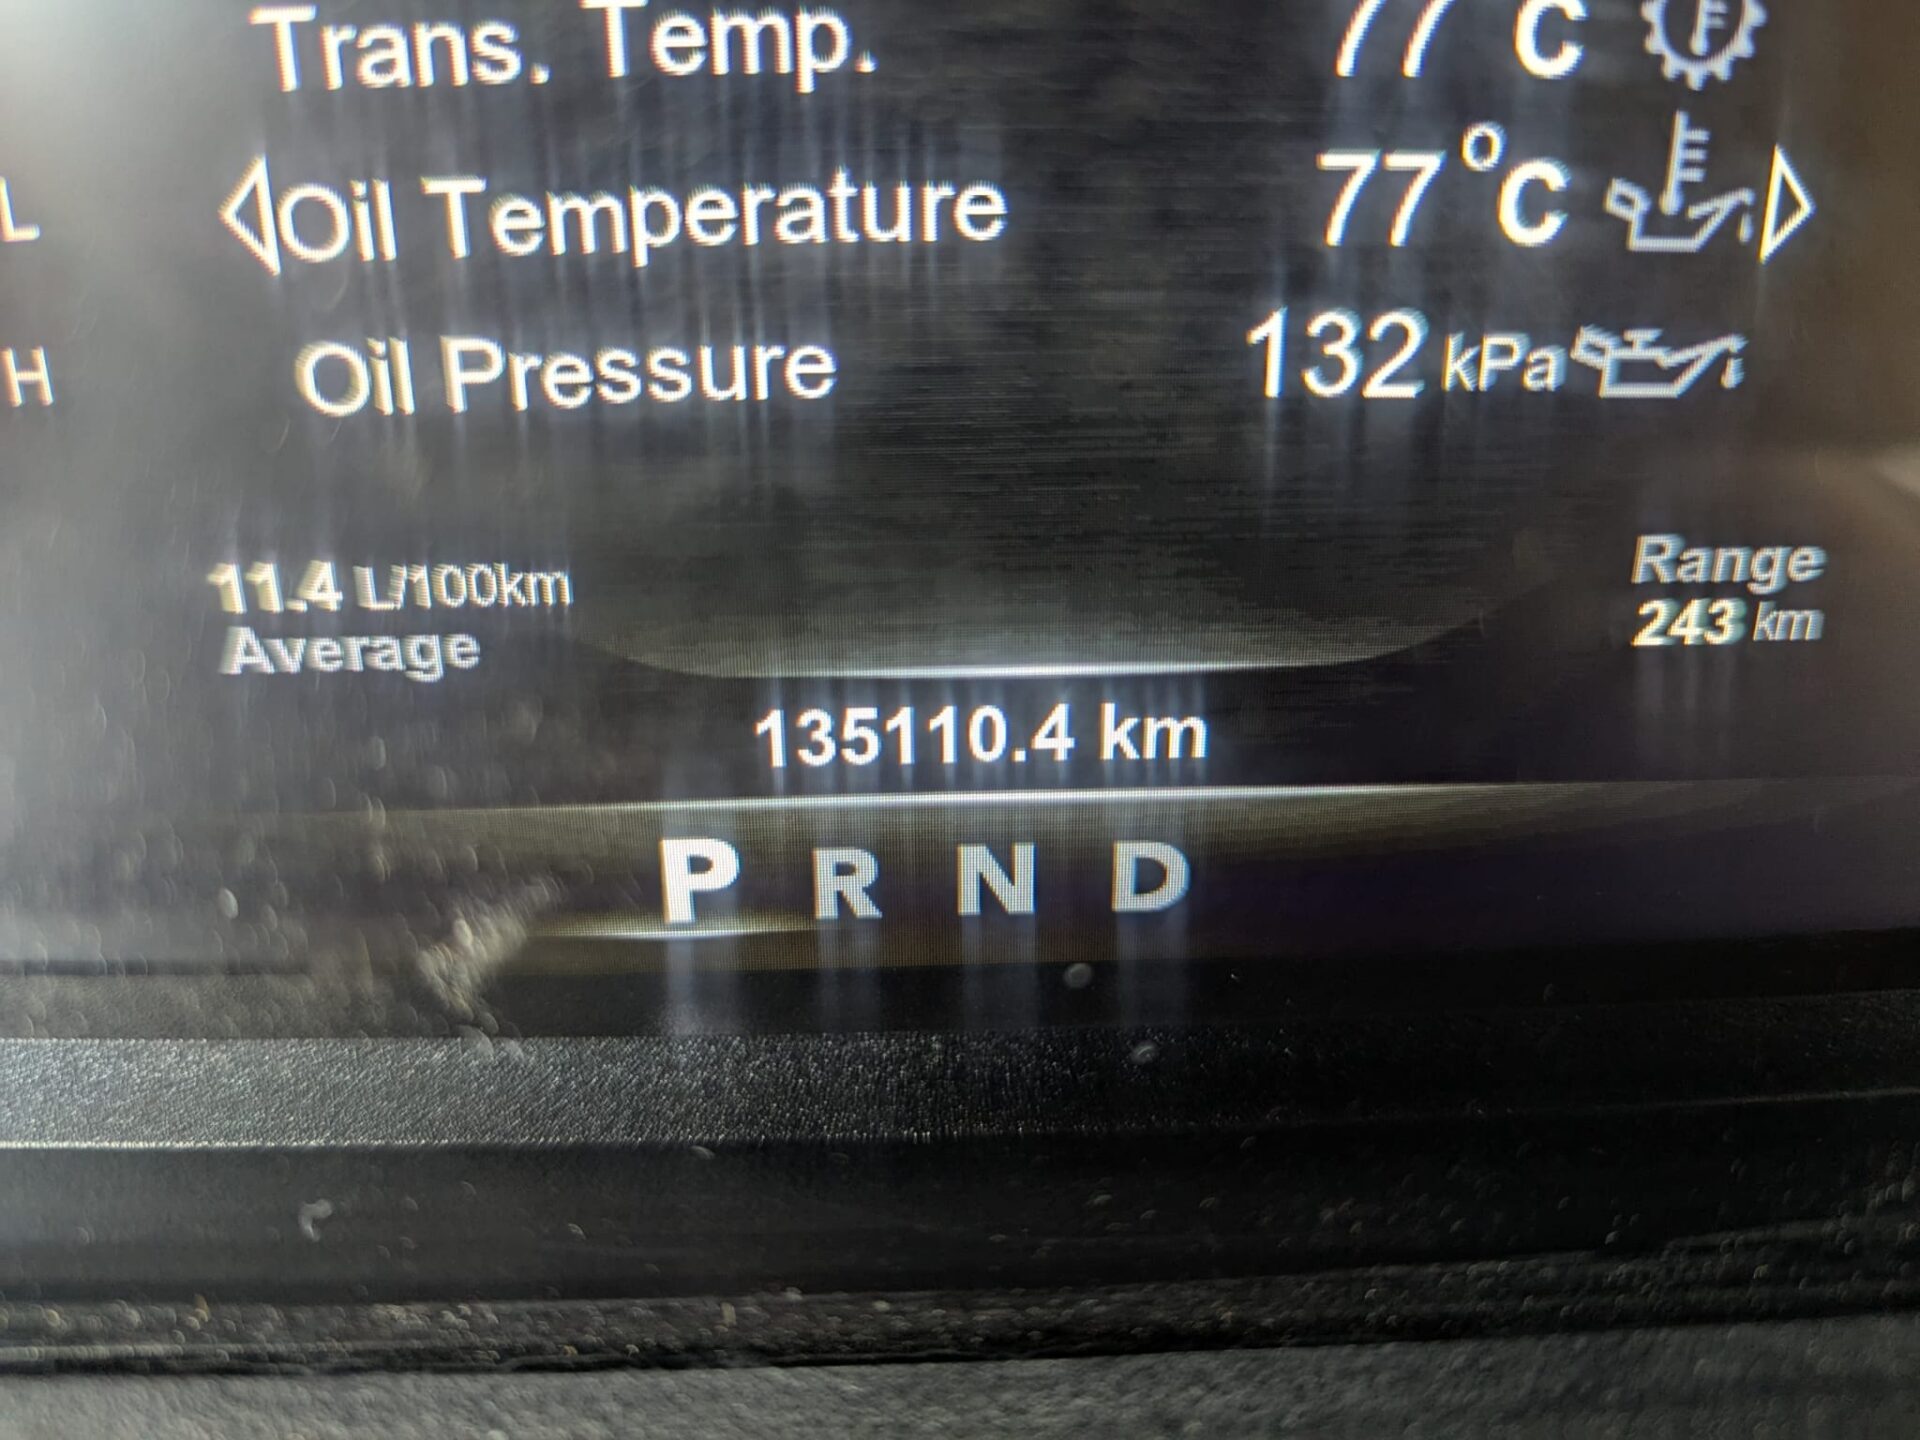 Trans. Temp. 77°C
L
Oil Temperature 77°C
H
Oil Pressure 132 kPa
11.4 L/100km
Average
Range
243 km
135110.4 km
P R N D